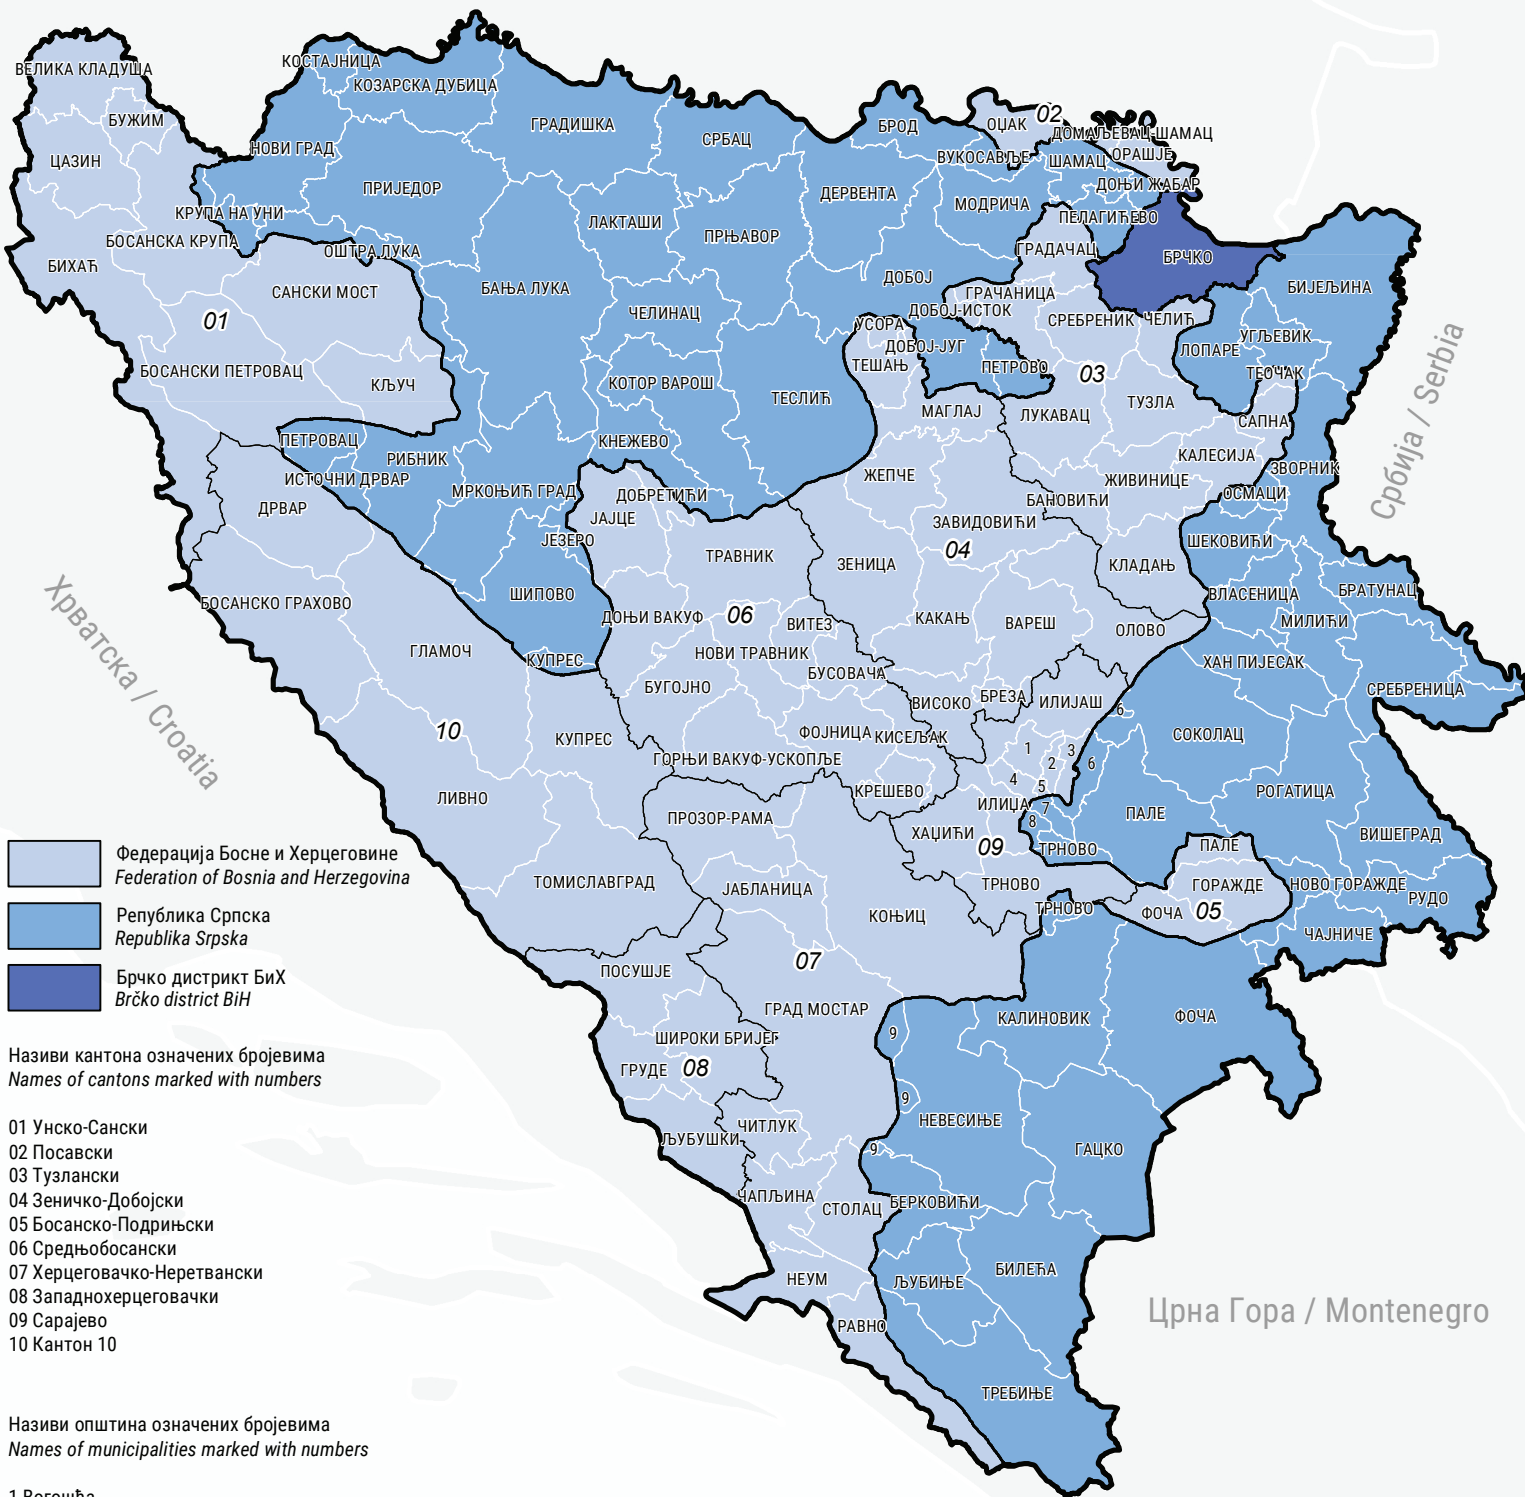 ВЕЛИКА КЛАДУША
КОСТАЈНИЦА
КОЗАРСКА ДУБИЦА
БУЖИМ
ГРАДИШКА
СРБАЦ
БРОД
ОЏАК
02
ДОМАЉЕВАЦ-ШАМАЦ
ЦАЗИН
НОВИ ГРАД
ВУКОСАВЉЕ
ШАМАЦ
ОРАШЈЕ
ПРИЈЕДОР
ДЕРВЕНТА
ДОЊИ ЖАБАР
МОДРИЧА
КРУПА НА УНИ
ЛАКТАШИ
ПЕЛАГИЋЕВО
БОСАНСКА КРУПА
ПРЊАВОР
ОШТРА ЛУКА
ГРАДАЧАЦ
БРЧКО
БИХАЋ
ДОБОЈ
САНСКИ МОСТ
БАЊА ЛУКА
ГРАЧАНИЦА
БИЈЕЉИНА
01
ЧЕЛИНАЦ
ДОБОЈ-ИСТОК
СРЕБРЕНИК
ЧЕЛИЋ
УСОРА
ДОБОЈ-ЈУГ
УГЉЕВИК
ЛОПАРЕ
БОСАНСКИ ПЕТРОВАЦ
КЉУЧ
КОТОР ВАРОШ
ТЕШАЊ
ПЕТРОВО
03
ТЕОЧАК
ТЕСЛИЋ
МАГЛАЈ
ЛУКАВАЦ
ТУЗЛА
САПНА
ПЕТРОВАЦ
КНЕЖЕВО
РИБНИК
КАЛЕСИЈА
ИСТОЧНИ ДРВАР
ЖЕПЧЕ
ЖИВИНИЦЕ
ЗВОРНИК
МРКОЊИЋ ГРАД
ДОБРЕТИЋИ
БАНОВИЋИ
ОСМАЦИ
ДРВАР
ЈАЈЦЕ
ЗАВИДОВИЋИ
ЈЕЗЕРО
ШЕКОВИЋИ
ТРАВНИК
ЗЕНИЦА
04
КЛАДАЊ
ШИПОВО
ВЛАСЕНИЦА
БРАТУНАЦ
БОСАНСКО ГРАХОВО
ДОЊИ ВАКУФ
06
ВИТЕЗ
КАКАЊ
ВАРЕШ
ОЛОВО
МИЛИЋИ
ГЛАМОЧ
КУПРЕС
НОВИ ТРАВНИК
ХАН ПИЈЕСАК
БУГОЈНО
БУСОВАЧА
СРЕБРЕНИЦА
ВИСОКО
БРЕЗА
ИЛИЈАШ
6
10
КУПРЕС
ФОЈНИЦА
КИСЕЉАК
СОКОЛАЦ
ГОРЊИ ВАКУФ-УСКОПЉЕ
1
3
2
6
4
5
ЛИВНО
КРЕШЕВО
ИЛИЏА
РОГАТИЦА
7
ПРОЗОР-РАМА
8
ПАЛЕ
ХАЏИЋИ
09
ТРНОВО
ВИШЕГРАД
ПАЛЕ
ТОМИСЛАВГРАД
ЈАБЛАНИЦА
ТРНОВО
ГОРАЖДЕ
НОВО ГОРАЖДЕ
РУДО
КОЊИЦ
ТРНОВО
ФОЧА
05
ЧАЈНИЧЕ
07
ПОСУШЈЕ
ГРАД МОСТАР
КАЛИНОВИК
ФОЧА
ШИРОКИ БРИЈЕГ
9
ГРУДЕ
08
9
НЕВЕСИЊЕ
ЧИТЛУК
ЉУБУШКИ
9
ГАЦКО
ЧАПЉИНА
СТОЛАЦ
БЕРКОВИЋИ
НЕУМ
ЉУБИЊЕ
БИЛЕЋА
РАВНО
ТРЕБИЊЕ
Србија / Serbia
Хрватска / Croatia
Црна Гора / Montenegro
Федерација Босне и Херцеговине
Federation of Bosnia and Herzegovina
Република Српска
Republika Srpska
Брчко дистрикт БиХ
Brčko district BiH
Називи кантона означених бројевима
Names of cantons marked with numbers
01 Унско-Сански
02 Посавски
03 Тузлански
04 Зеничко-Добојски
05 Босанско-Подрињски
06 Средњобосански
07 Херцеговачко-Неретвански
08 Западнохерцеговачки
09 Сарајево
10 Кантон 10
Називи општина означених бројевима
Names of municipalities marked with numbers